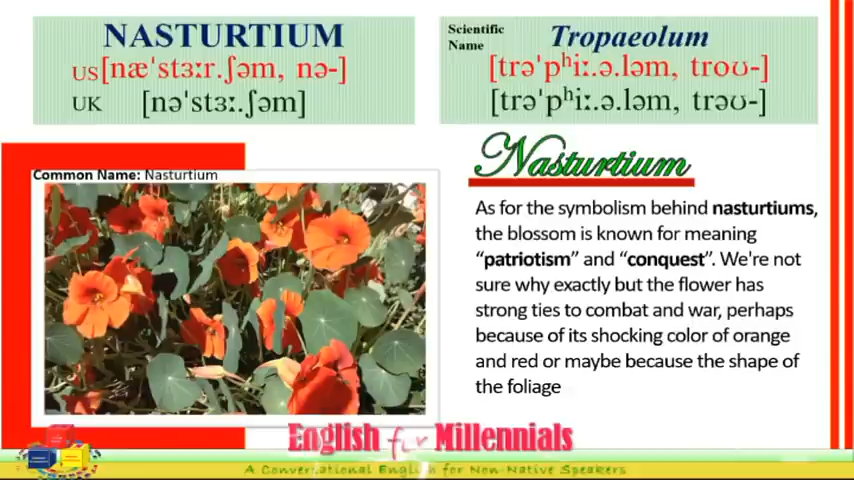 NASTURTIUM
US[næˈstɜːr.ʃəm, nə-]
UK [nəˈstɜː.ʃəm]
Scientific
Name
Tropaeolum
[trəˈpʰiː.ə.ləm, troʊ-]
[trəˈpʰiː.ə.ləm, trəʊ-]
Common Name: Nasturtium
Nasturtium
As for the symbolism behind nasturtiums,
the blossom is known for meaning
“patriotism” and “conquest”. We're not
sure why exactly but the flower has
strong ties to combat and war, perhaps
because of its shocking color of orange
and red or maybe because the shape of
the foliage
English for Millennials
A Conversational English for Non-Native Speakers